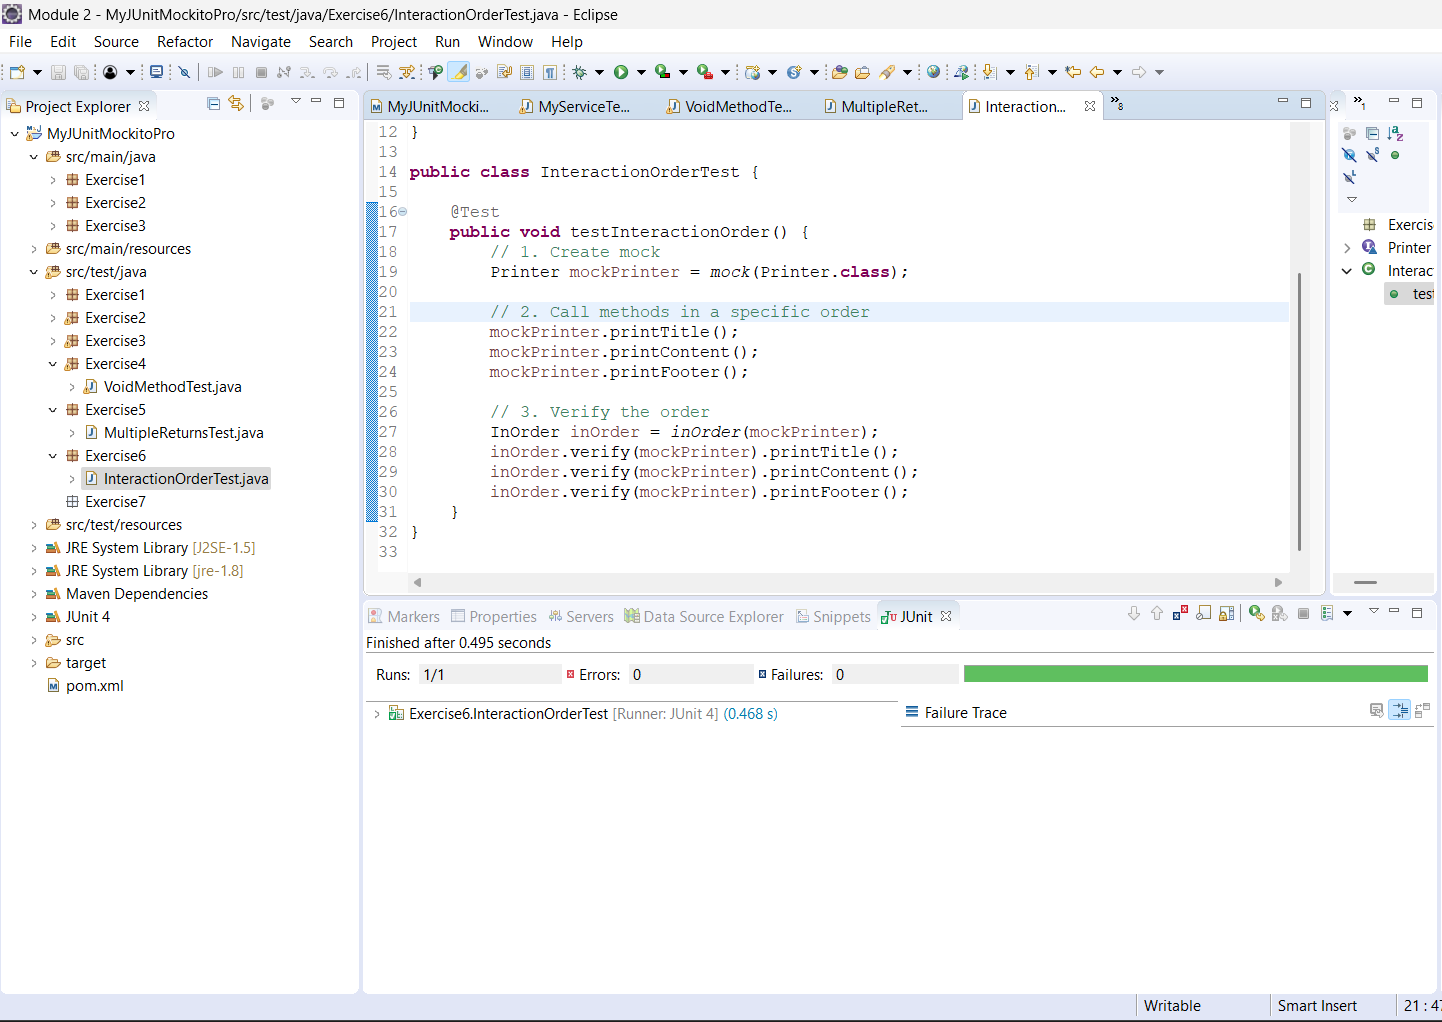 Module 2 - MyJUnitMockitoPro/src/test/java/Exercise6/InteractionOrderTest.java - Eclipse
File Edit Source Refactor Navigate Search Project Run Window Help
Project Explorer
MyJUnitMockitoPro
src/main/java
Exercise1
Exercise2
Exercise3
src/main/resources
src/test/java
Exercise1
Exercise2
Exercise3
Exercise4
VoidMethodTest.java
Exercise5
MultipleReturnsTest.java
Exercise6
InteractionOrderTest.java
Exercise7
src/test/resources
JRE System Library [J2SE-1.5]
JRE System Library [jre-1.8]
Maven Dependencies
JUnit 4
src
target
pom.xml
MyJUnitMocki... MyServiceTe... VoidMethodTe... MultipleRet... Interaction... »8
12 }
13
14 public class InteractionOrderTest {
15
16 @Test
17 public void testInteractionOrder() {
18 // 1. Create mock
19 Printer mockPrinter = mock(Printer.class);
20
21 // 2. Call methods in a specific order
22 mockPrinter.printTitle();
23 mockPrinter.printContent();
24 mockPrinter.printFooter();
25
26 // 3. Verify the order
27 InOrder inOrder = inOrder(mockPrinter);
28 inOrder.verify(mockPrinter).printTitle();
29 inOrder.verify(mockPrinter).printContent();
30 inOrder.verify(mockPrinter).printFooter();
31 }
32 }
33
»1
Exercis
Printer
Interac
test
Markers Properties Servers Data Source Explorer Snippets JUnit
Finished after 0.495 seconds
Runs: 1/1 Errors: 0 Failures: 0
Exercise6.InteractionOrderTest [Runner: JUnit 4] (0.468 s)
Failure Trace
Writable Smart Insert 21 : 47